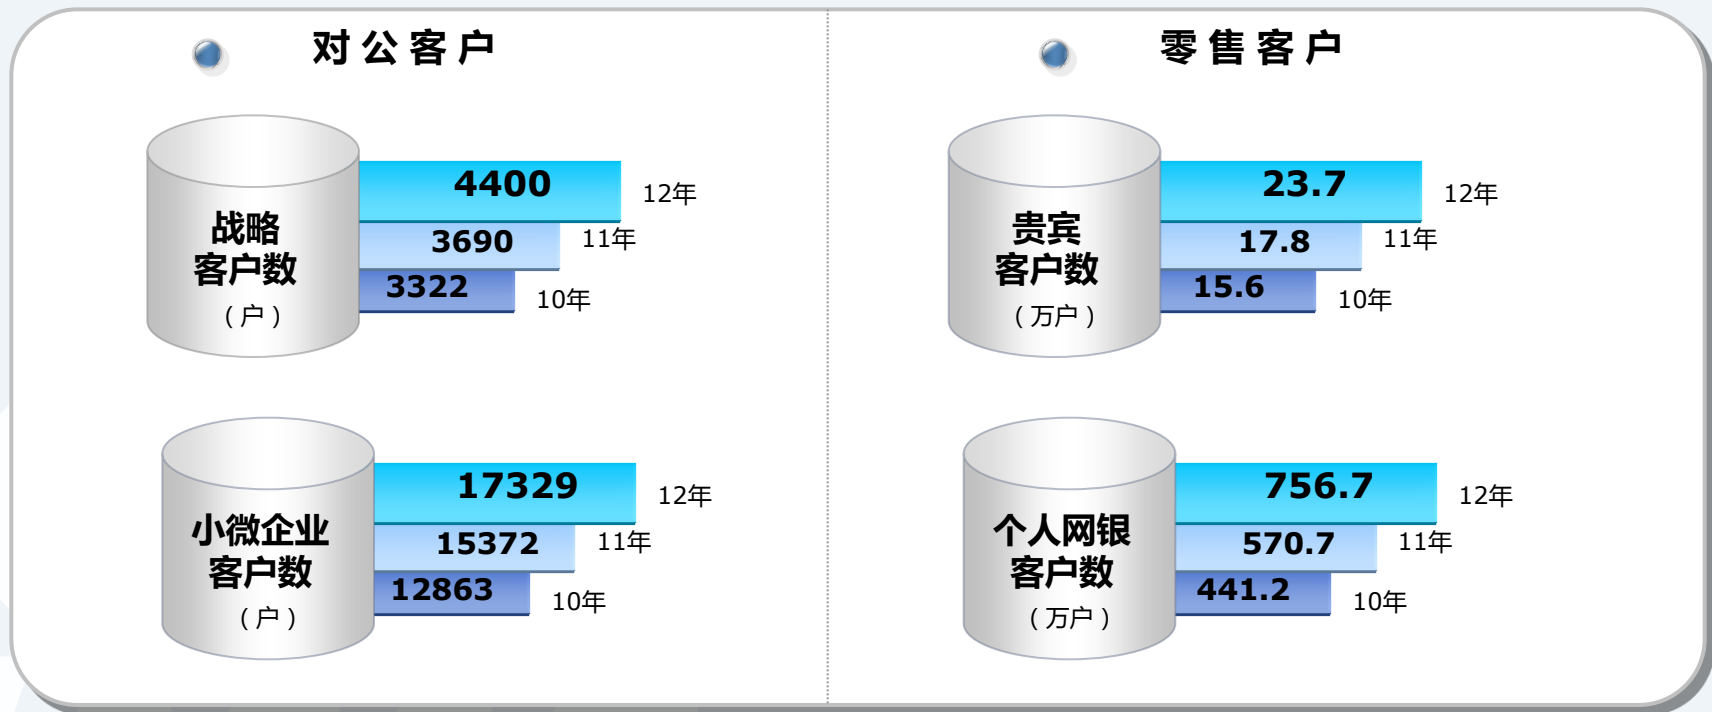 对公客户
战略
客户数
（户）
4400
12年
3690
11年
3322
10年
小微企业
客户数
（户）
17329
12年
15372
11年
12863
10年
零售客户
贵宾
客户数
（万户）
23.7
12年
17.8
11年
15.6
10年
个人网银
客户数
（万户）
756.7
12年
570.7
11年
441.2
10年